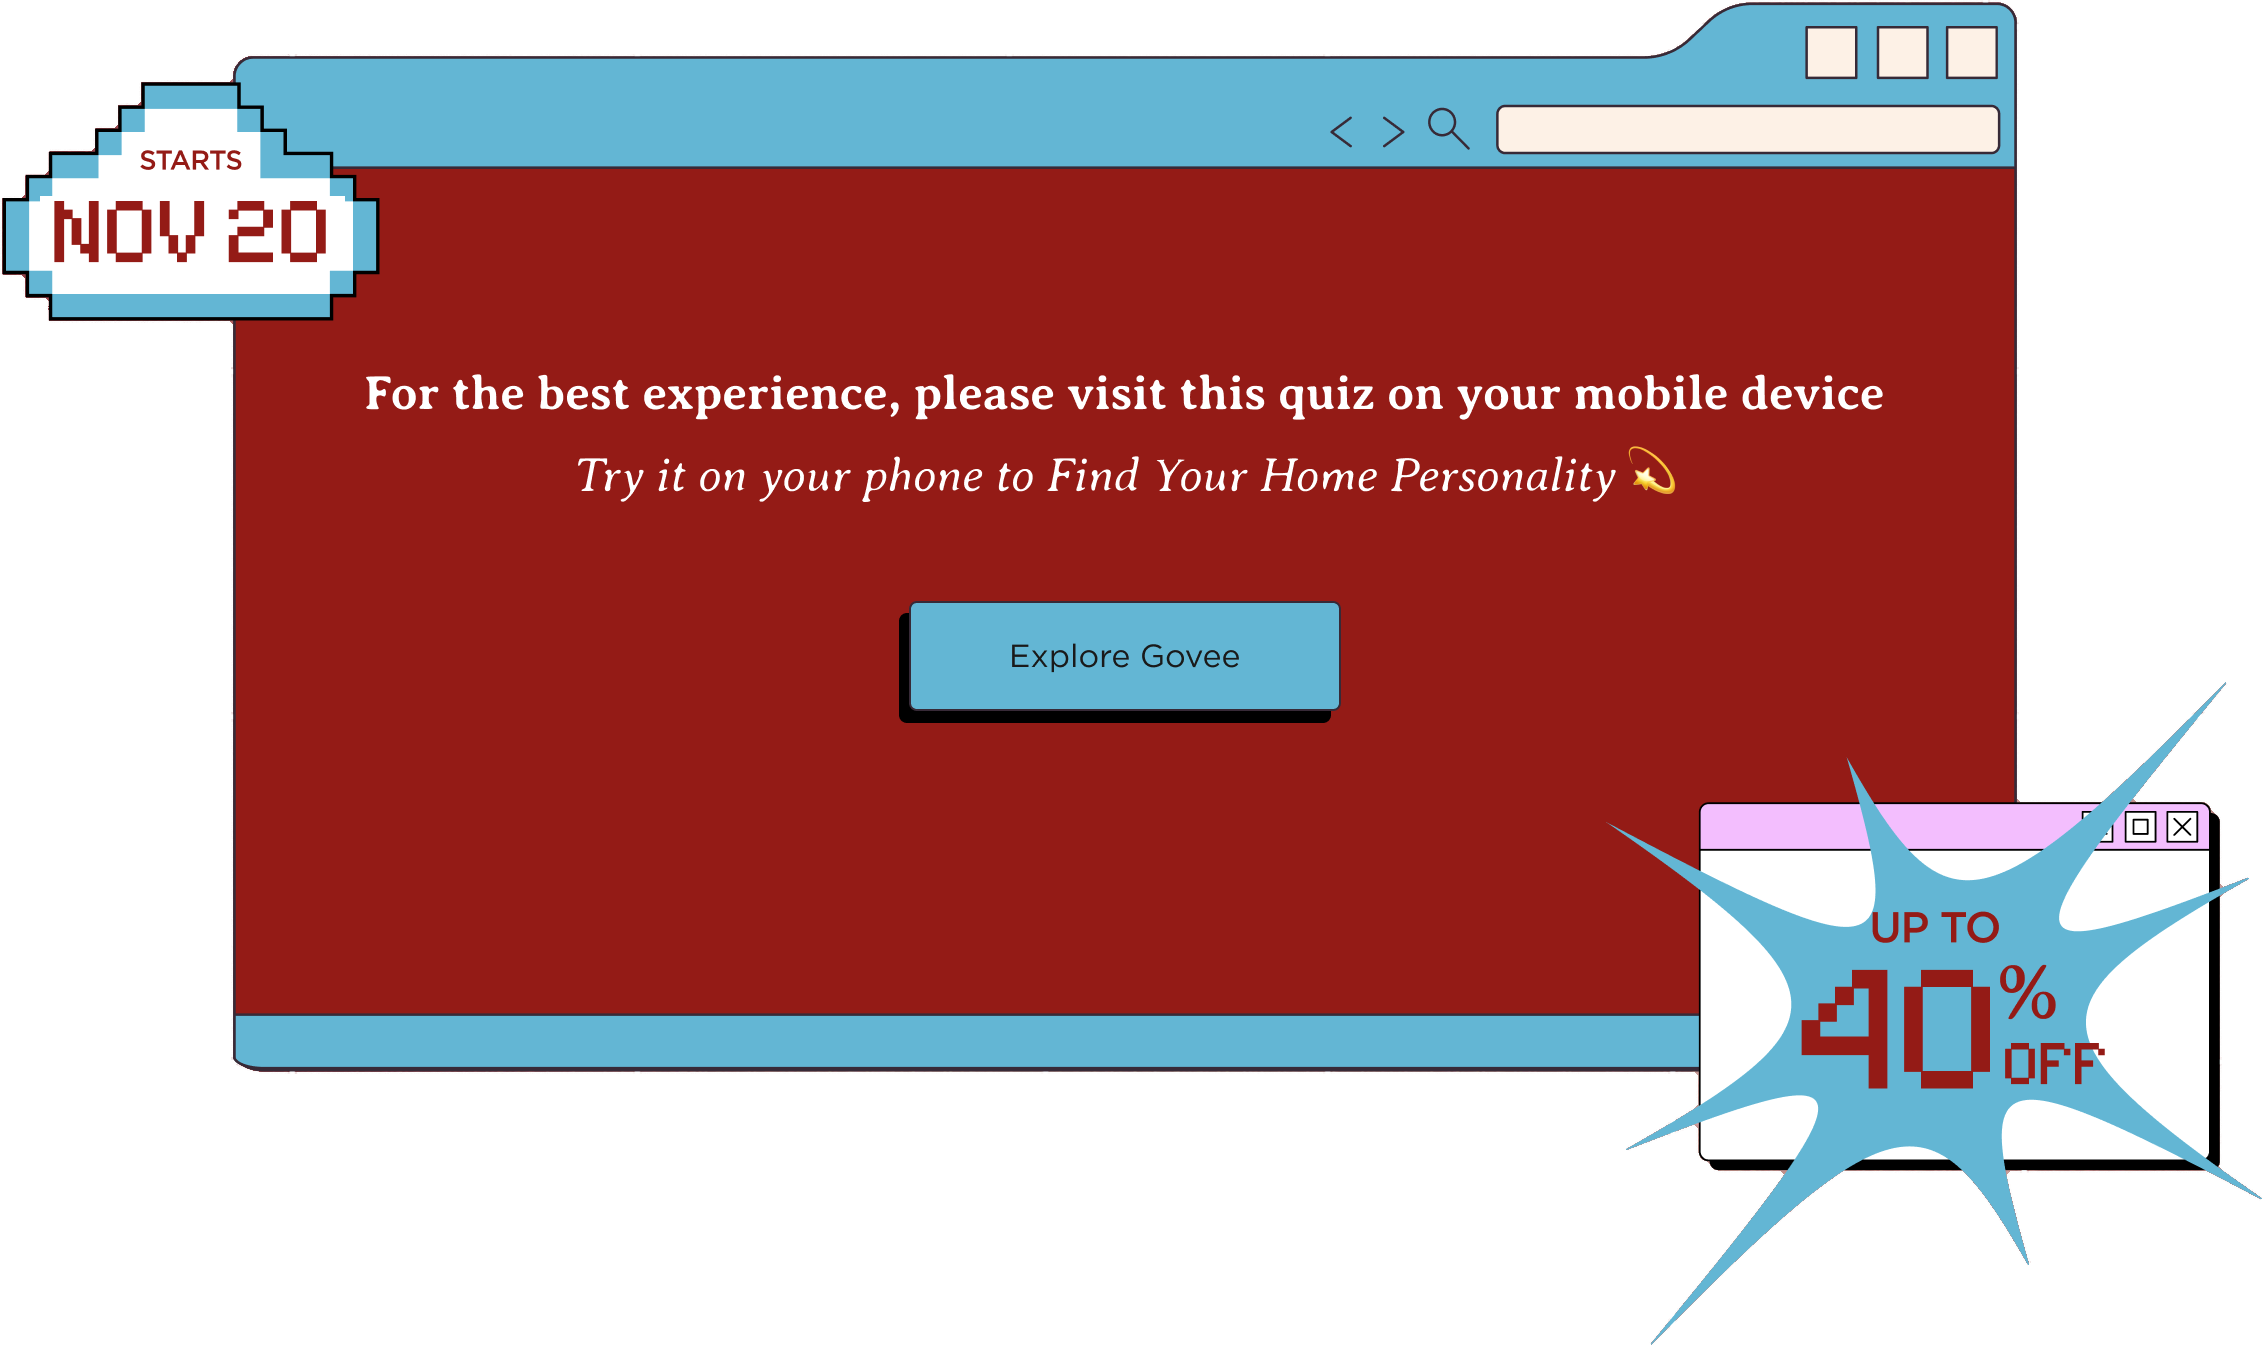 STARTS
NOV 20
For the best experience, please visit this quiz on your mobile device
Try it on your phone to Find Your Home Personality 💫
Explore Govee
UP TO
40%
OFF